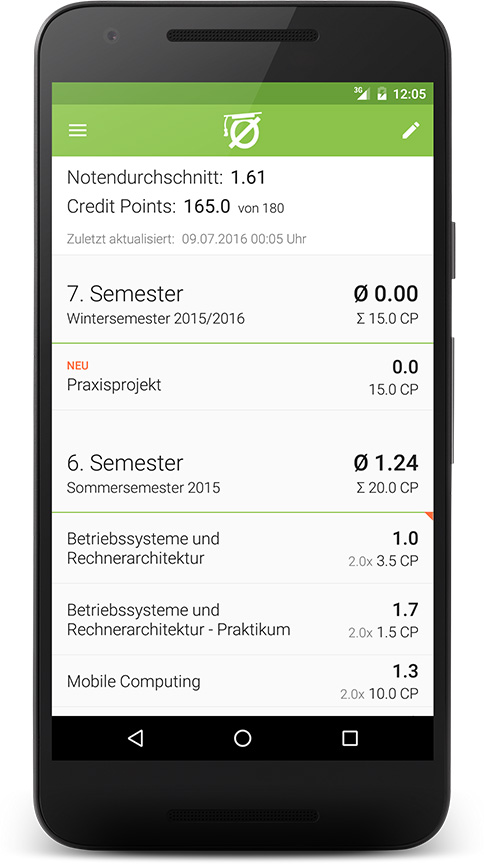 3G 12:05
Ø
Notendurchschnitt: 1.61
Credit Points: 165.0 von 180
Zuletzt aktualisiert: 09.07.2016 00:05 Uhr
7. Semester Ø 0.00
Wintersemester 2015/2016 Σ 15.0 CP
NEU
Praxisprojekt
0.0
15.0 CP
6. Semester Ø 1.24
Sommersemester 2015 Σ 20.0 CP
Betriebssysteme und
Rechnerarchitektur
1.0
2.0x 3.5 CP
Betriebssysteme und
Rechnerarchitektur - Praktikum
1.7
2.0x 1.5 CP
Mobile Computing
1.3
2.0x 10.0 CP